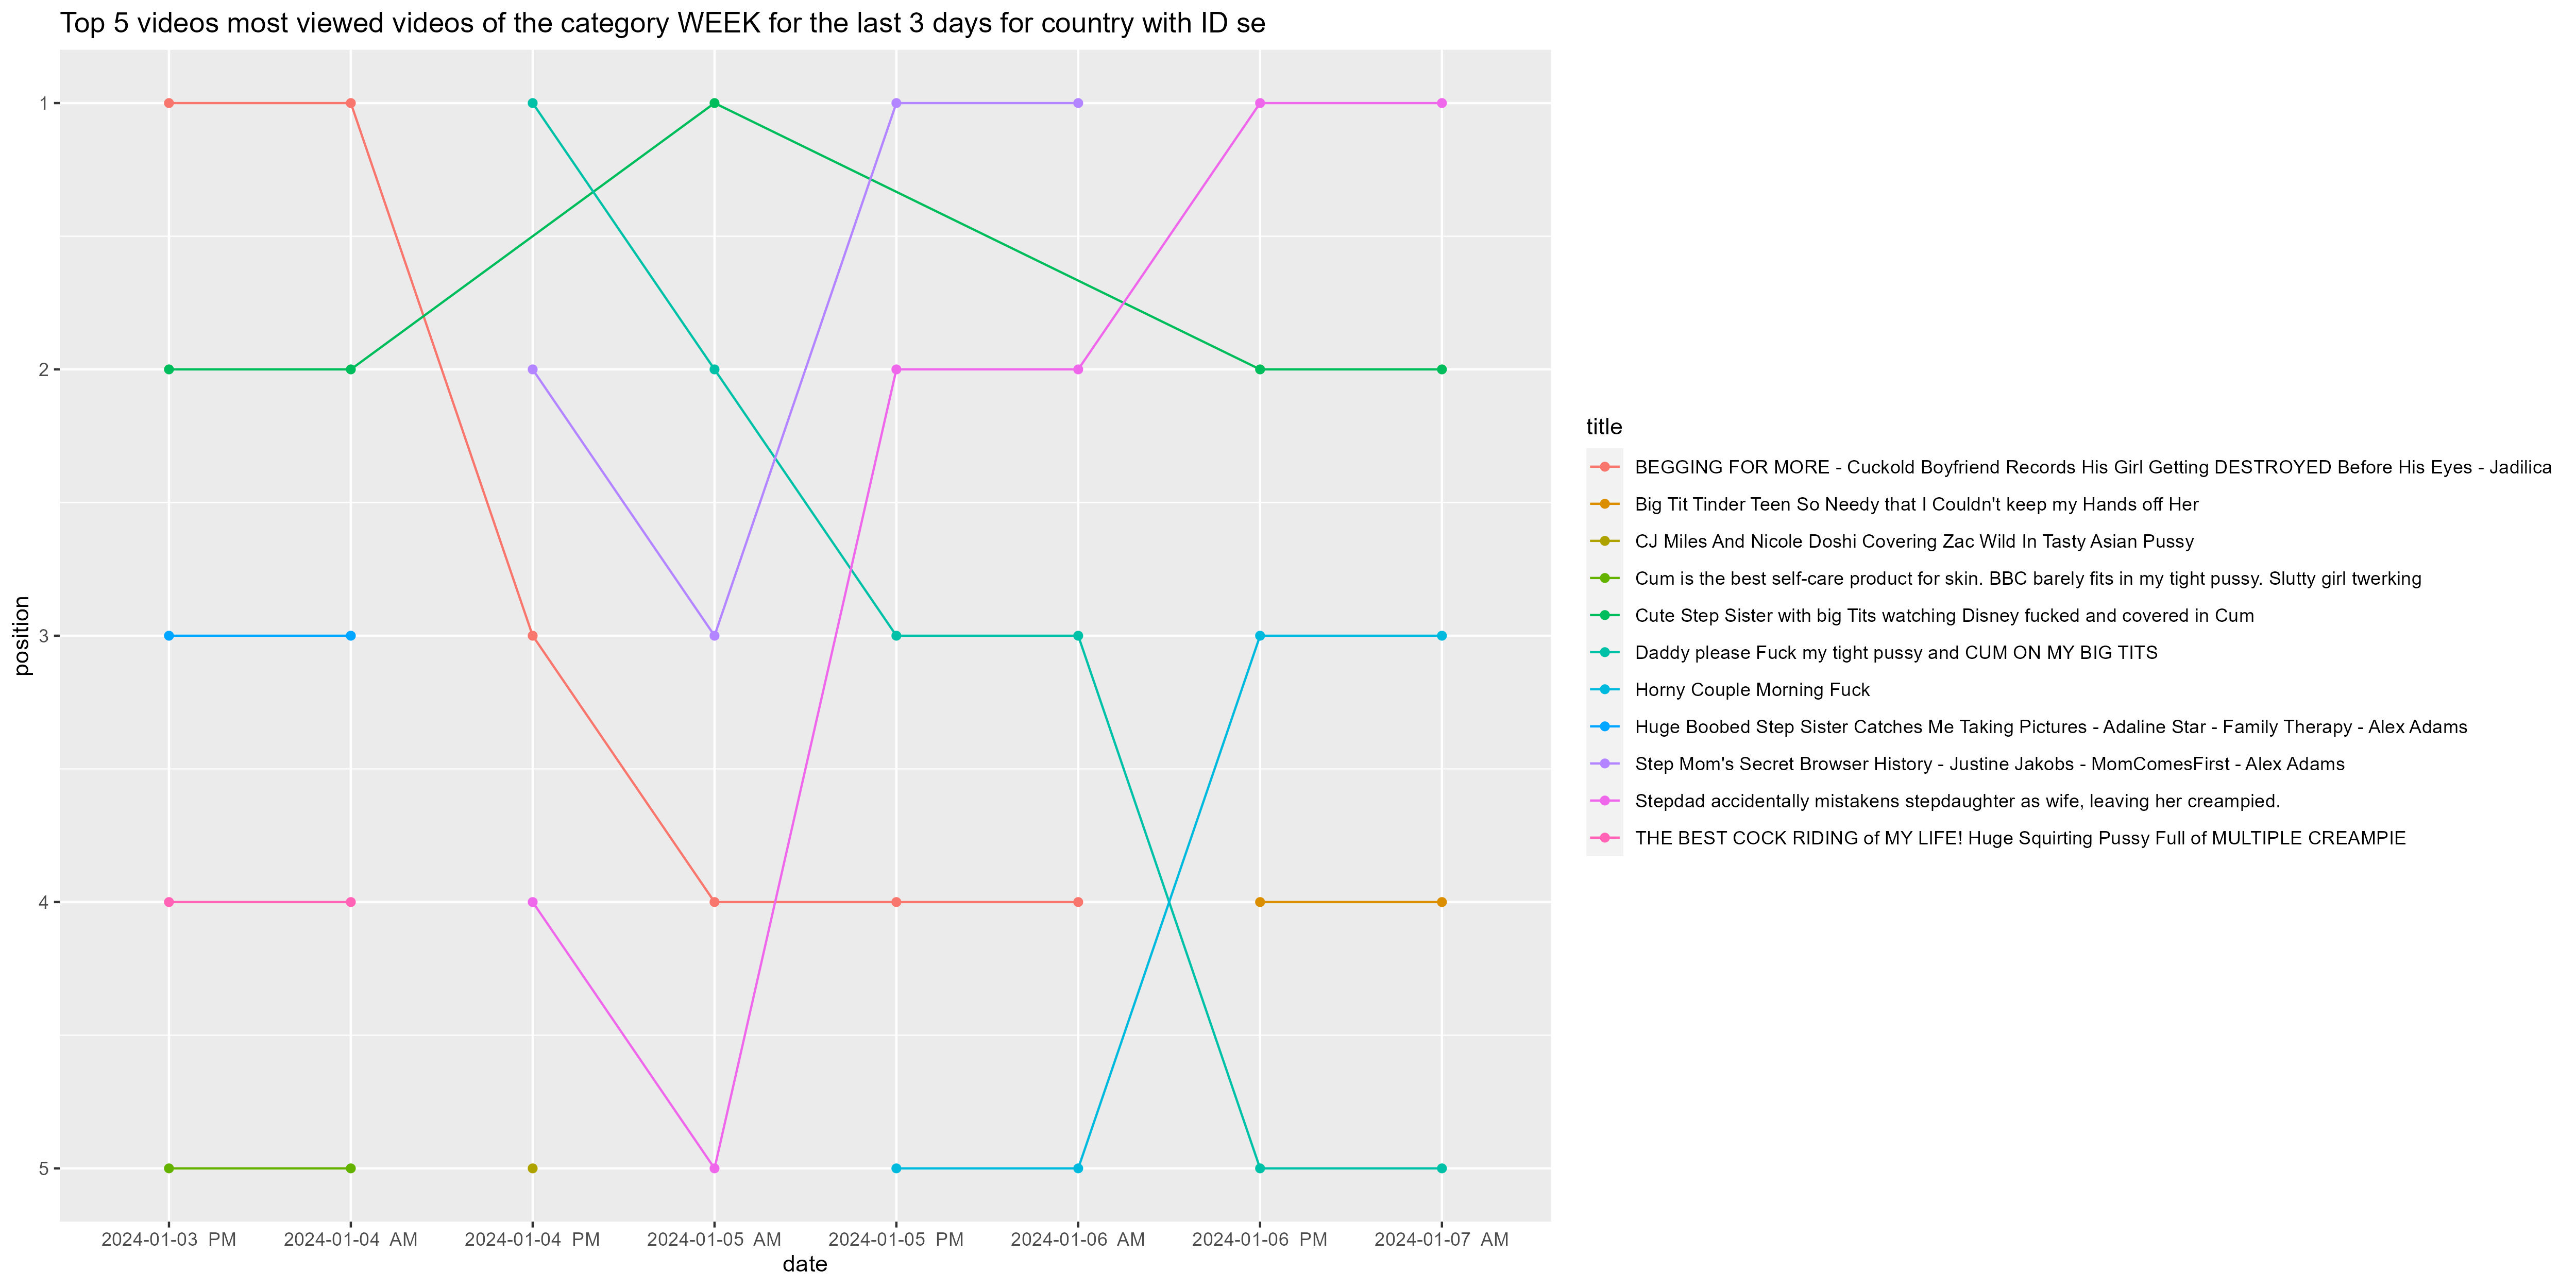 Top 5 videos most viewed videos of the category WEEK for the last 3 days for country with ID se
position
1
2
3
4
5
2024-01-03 PM
2024-01-04 AM
2024-01-04 PM
2024-01-05 AM
2024-01-05 PM
2024-01-06 AM
2024-01-06 PM
2024-01-07 AM
date
title
BEGGING FOR MORE - Cuckold Boyfriend Records His Girl Getting DESTROYED Before His Eyes - Jadilica
Big Tit Tinder Teen So Needy that I Couldn't keep my Hands off Her
CJ Miles And Nicole Doshi Covering Zac Wild In Tasty Asian Pussy
Cum is the best self-care product for skin. BBC barely fits in my tight pussy. Slutty girl twerking
Cute Step Sister with big Tits watching Disney fucked and covered in Cum
Daddy please Fuck my tight pussy and CUM ON MY BIG TITS
Horny Couple Morning Fuck
Huge Boobed Step Sister Catches Me Taking Pictures - Adaline Star - Family Therapy - Alex Adams
Step Mom's Secret Browser History - Justine Jakobs - MomComesFirst - Alex Adams
Stepdad accidentally mistakens stepdaughter as wife, leaving her creampied.
THE BEST COCK RIDING of MY LIFE! Huge Squirting Pussy Full of MULTIPLE CREAMPIE